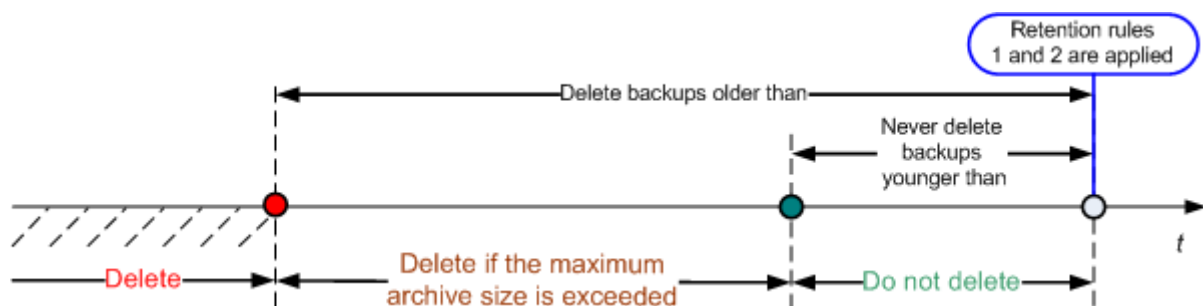 Retention rules
1 and 2 are applied
Delete backups older than
Never delete
backups
younger than
t
Delete
Delete if the maximum
archive size is exceeded
Do not delete